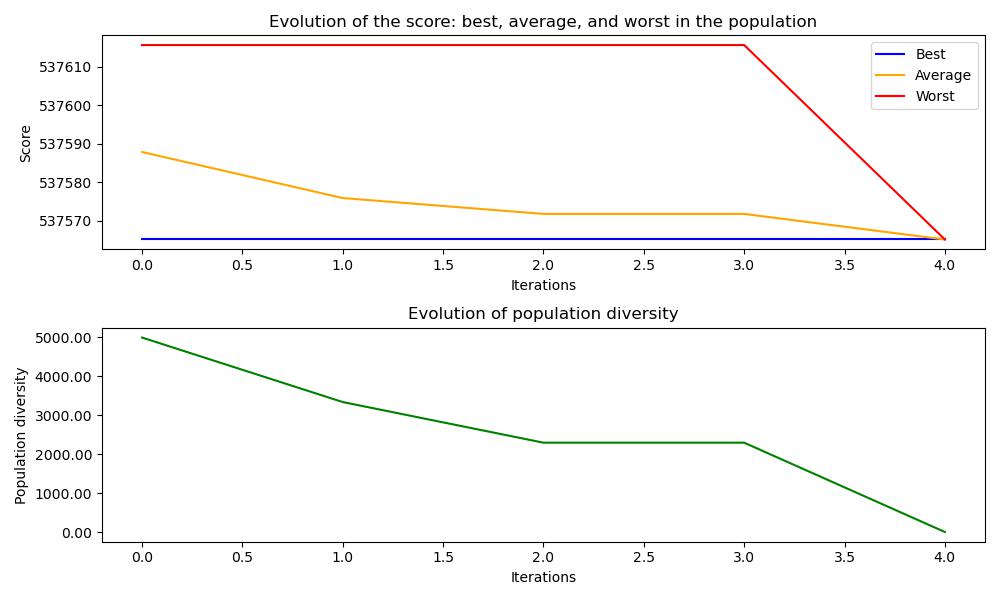 Evolution of the score: best, average, and worst in the population
537610
537600
537590
537580
537570
Score
Best
Average
Worst
0.0 0.5 1.0 1.5 2.0 2.5 3.0 3.5 4.0
Iterations
Evolution of population diversity
5000.00
4000.00
3000.00
2000.00
1000.00
0.00
Population diversity
0.0 0.5 1.0 1.5 2.0 2.5 3.0 3.5 4.0
Iterations